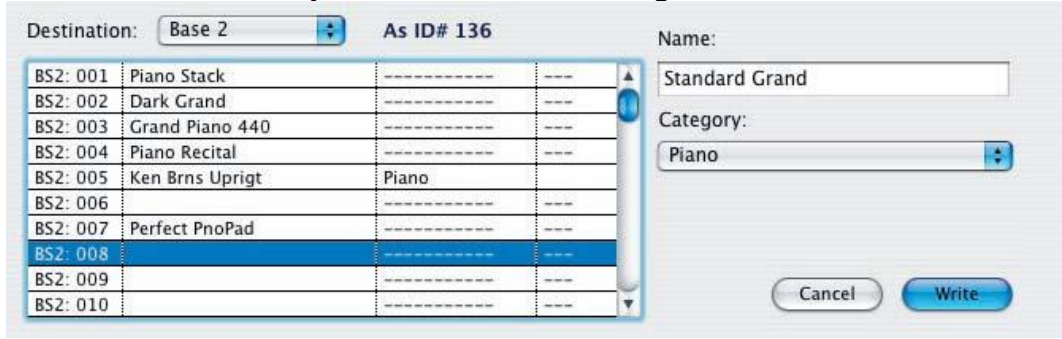 Destination: Base 2 As ID# 136
Name:
BS2: 001 Piano Stack ----------- ---
Standard Grand
BS2: 002 Dark Grand ----------- ---
BS2: 003 Grand Piano 440 ----------- ---
Category:
BS2: 004 Piano Recital ----------- ---
Piano
BS2: 005 Ken Brns Uprigt Piano ---
BS2: 006 ----------- ---
BS2: 007 Perfect PnoPad ----------- ---
BS2: 008 ----------- ---
BS2: 009 ----------- ---
BS2: 010 ----------- ---
Cancel Write